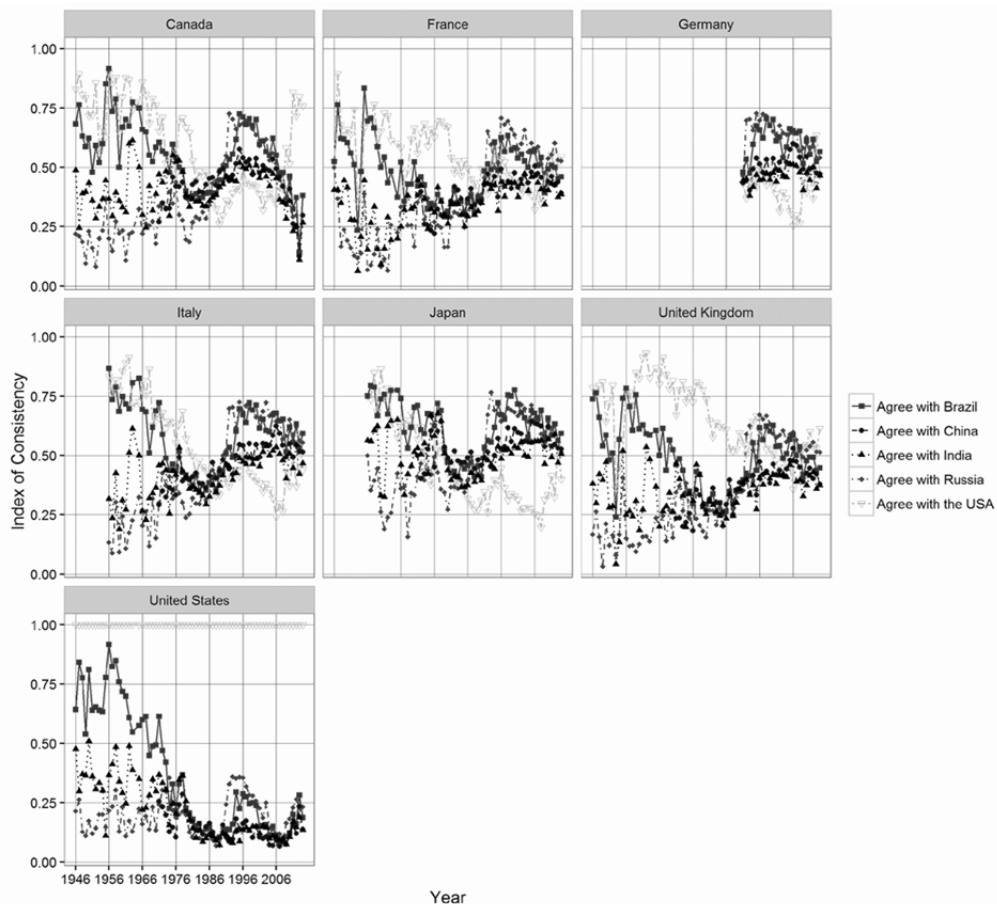 Canada
France
Germany
1.00
0.75
0.50
0.25
0.00
Italy
Japan
United Kingdom
1.00
0.75
0.50
0.25
0.00
United States
1.00
0.75
0.50
0.25
0.00
1946 1956 1966 1976 1986 1996 2006
Year
Index of Consistency
Agree with Brazil
Agree with China
Agree with India
Agree with Russia
Agree with the USA